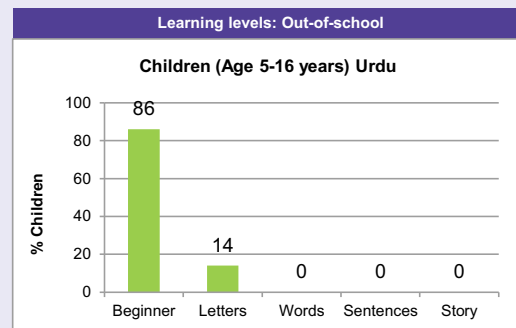 Learning levels: Out-of-school
Children (Age 5-16 years) Urdu
% Children
100
80
60
40
20
0
86
14
0
0
0
Beginner Letters Words Sentences Story